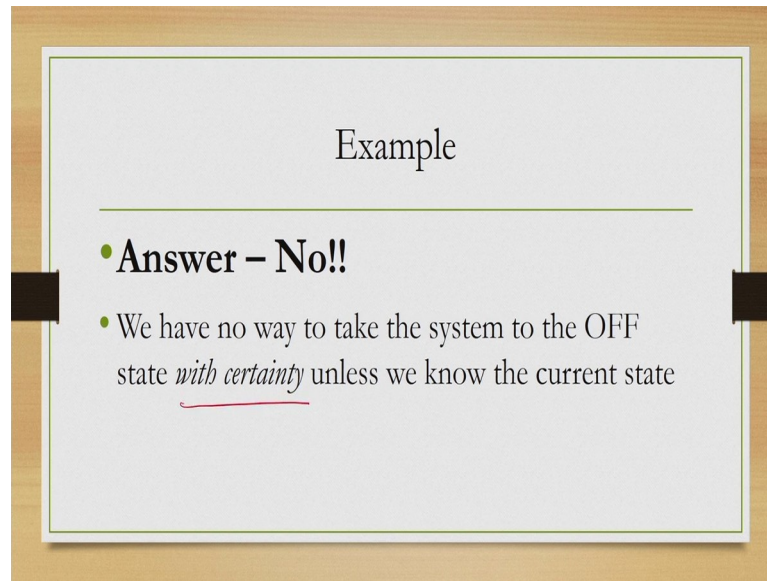 Example
•Answer – No!!
• We have no way to take the system to the OFF
state with certainty unless we know the current state